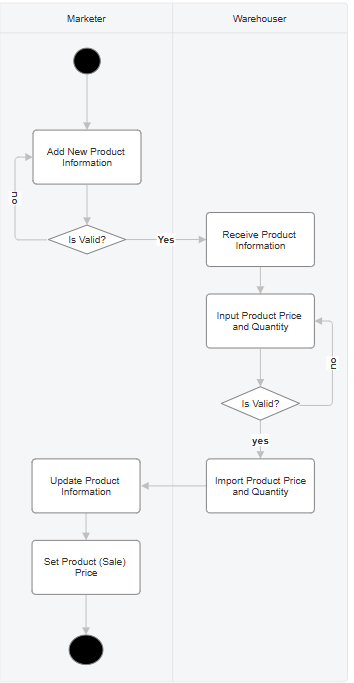 Marketer
Warehouser
Add New Product
Information
no
Is Valid?
Yes
Receive Product
Information
Input Product Price
and Quantity
no
Is Valid?
yes
Import Product Price
and Quantity
Update Product
Information
Set Product (Sale)
Price